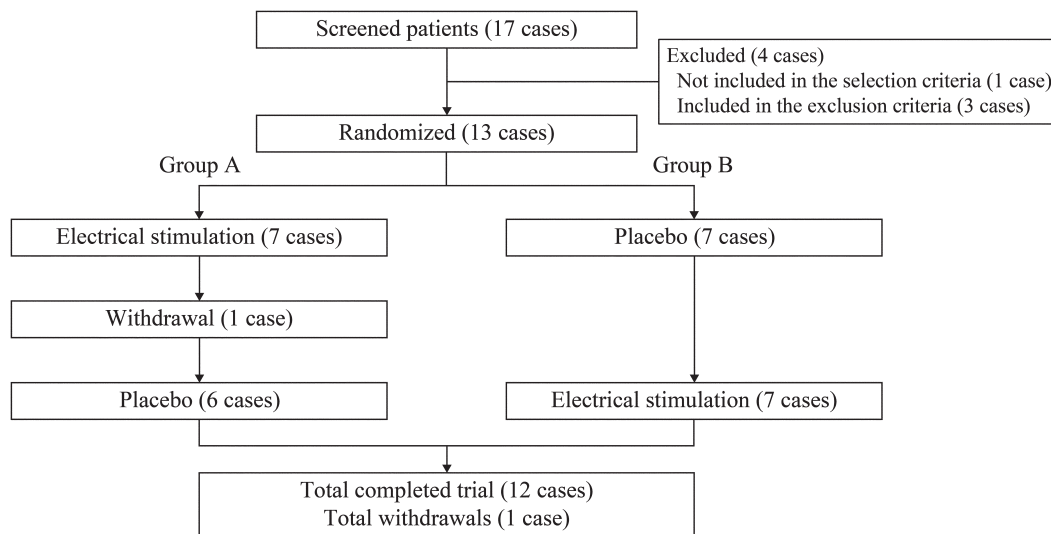 Screened patients (17 cases)
Excluded (4 cases)
Not included in the selection criteria (1 case)
Included in the exclusion criteria (3 cases)
Randomized (13 cases)
Group A
Group B
Electrical stimulation (7 cases)
Placebo (7 cases)
Withdrawal (1 case)
Placebo (6 cases)
Electrical stimulation (7 cases)
Total completed trial (12 cases)
Total withdrawals (1 case)